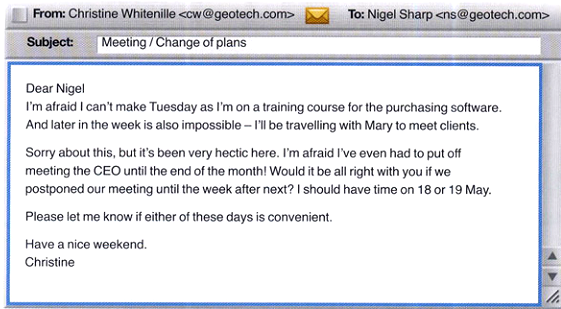 From: Christine Whitenille <cw@geotech.com> To: Nigel Sharp <ns@geotech.com>
Subject: Meeting / Change of plans
Dear Nigel
I'm afraid I can't make Tuesday as I'm on a training course for the purchasing software.
And later in the week is also impossible – I'll be travelling with Mary to meet clients.
Sorry about this, but it's been very hectic here. I'm afraid I've even had to put off
meeting the CEO until the end of the month! Would it be all right with you if we
postponed our meeting until the week after next? I should have time on 18 or 19 May.
Please let me know if either of these days is convenient.
Have a nice weekend.
Christine